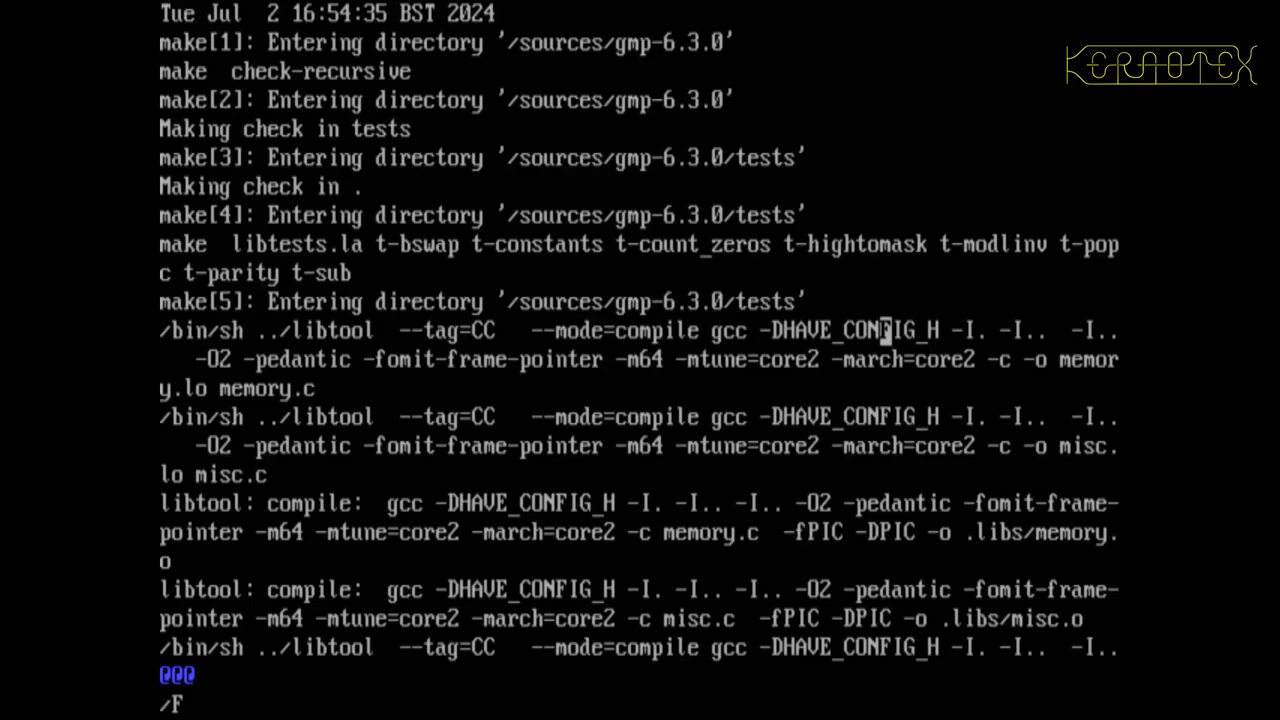 Tue Jul  2 16:54:35 BST 2024
KERNOTEX
make[1]: Entering directory '/sources/gmp-6.3.0'
make  check-recursive
make[2]: Entering directory '/sources/gmp-6.3.0'
Making check in tests
make[3]: Entering directory '/sources/gmp-6.3.0/tests'
Making check in .
make[4]: Entering directory '/sources/gmp-6.3.0/tests'
make  libtests.la t-bswap t-constants t-count_zeros t-hightomask t-modlinv t-pop
c t-parity t-sub
make[5]: Entering directory '/sources/gmp-6.3.0/tests'
/bin/sh ../libtool  --tag=CC   --mode=compile gcc -DHAVE_CONFIG_H -I. -I..  -I..
   -O2 -pedantic -fomit-frame-pointer -m64 -mtune=core2 -march=core2 -c -o memor
y.lo memory.c
/bin/sh ../libtool  --tag=CC   --mode=compile gcc -DHAVE_CONFIG_H -I. -I..  -I..
   -O2 -pedantic -fomit-frame-pointer -m64 -mtune=core2 -march=core2 -c -o misc.
lo misc.c
libtool: compile:  gcc -DHAVE_CONFIG_H -I. -I.. -I.. -O2 -pedantic -fomit-frame-
pointer -m64 -mtune=core2 -march=core2 -c memory.c  -fPIC -DPIC -o .libs/memory.
o
libtool: compile:  gcc -DHAVE_CONFIG_H -I. -I.. -I.. -O2 -pedantic -fomit-frame-
pointer -m64 -mtune=core2 -march=core2 -c misc.c  -fPIC -DPIC -o .libs/misc.o
/bin/sh ../libtool  --tag=CC   --mode=compile gcc -DHAVE_CONFIG_H -I. -I..  -I..
@@@
/F